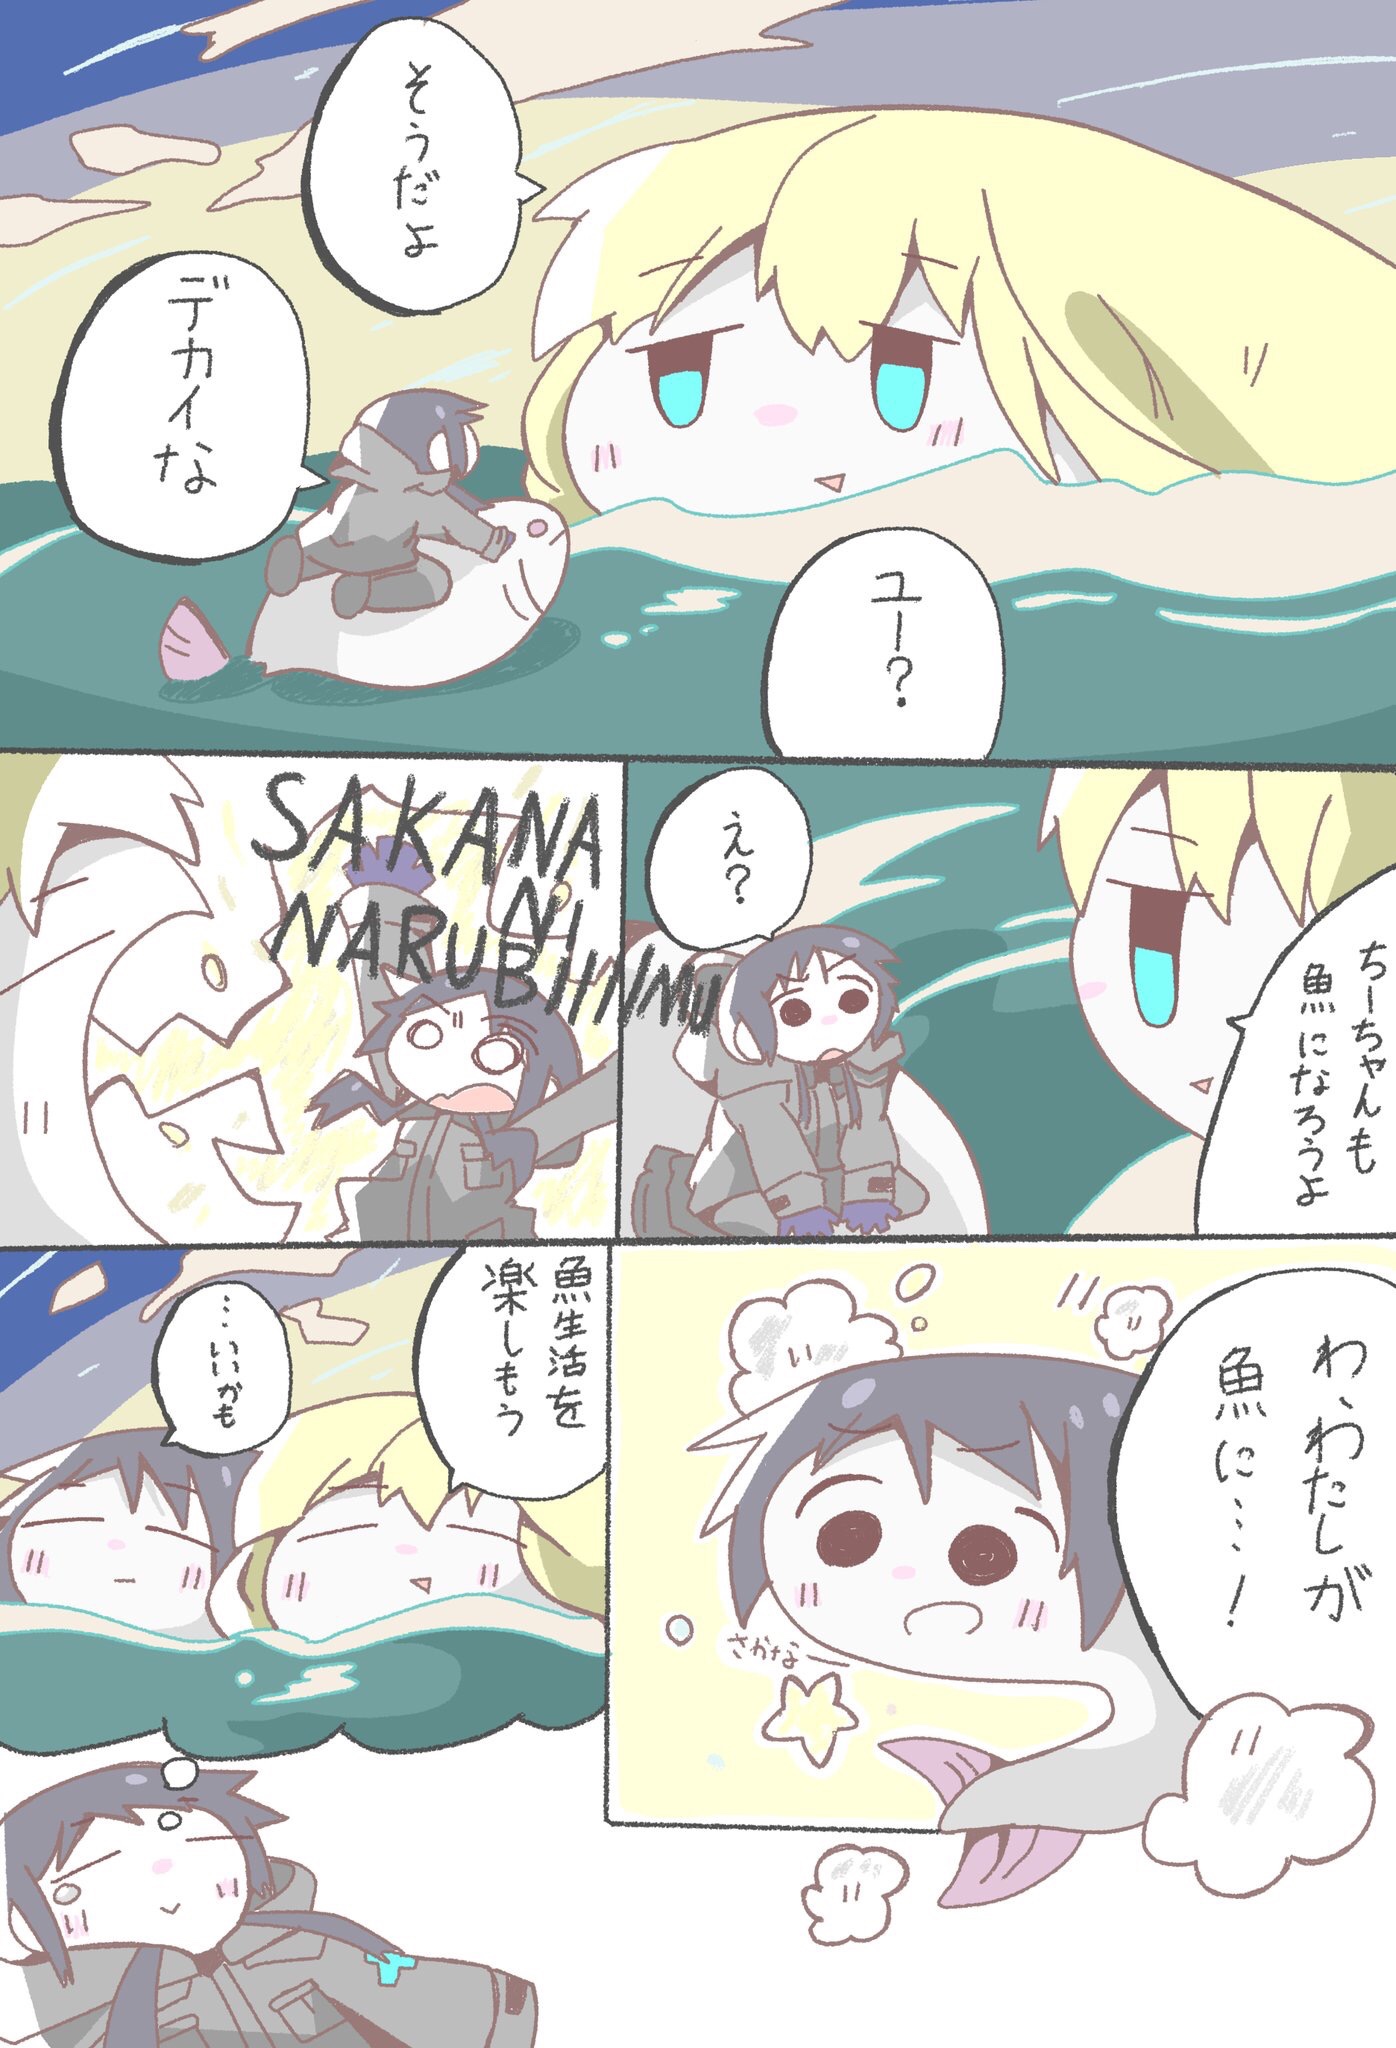 そうだよ
デカイな
ユー？
ちーちゃんも
魚になろうよ
え？
SAKANA
NI
NARUBIIINMU
わ、わたしが
魚に…！
さかなー
魚生活を
楽しもう
…いいかも